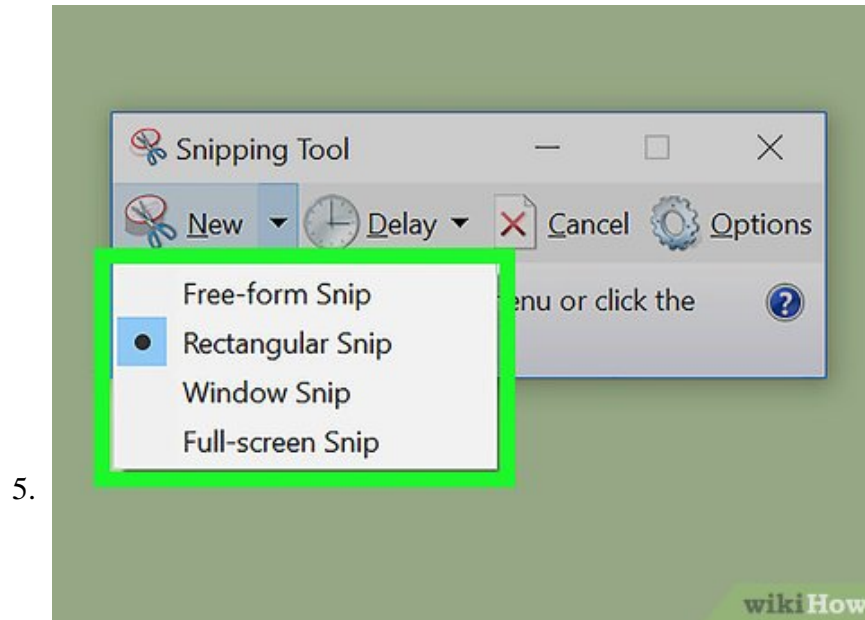 Snipping Tool
New Delay Cancel Options
Free-form Snip
enu or click the
Rectangular Snip
Window Snip
Full-screen Snip
5.
wikiHow